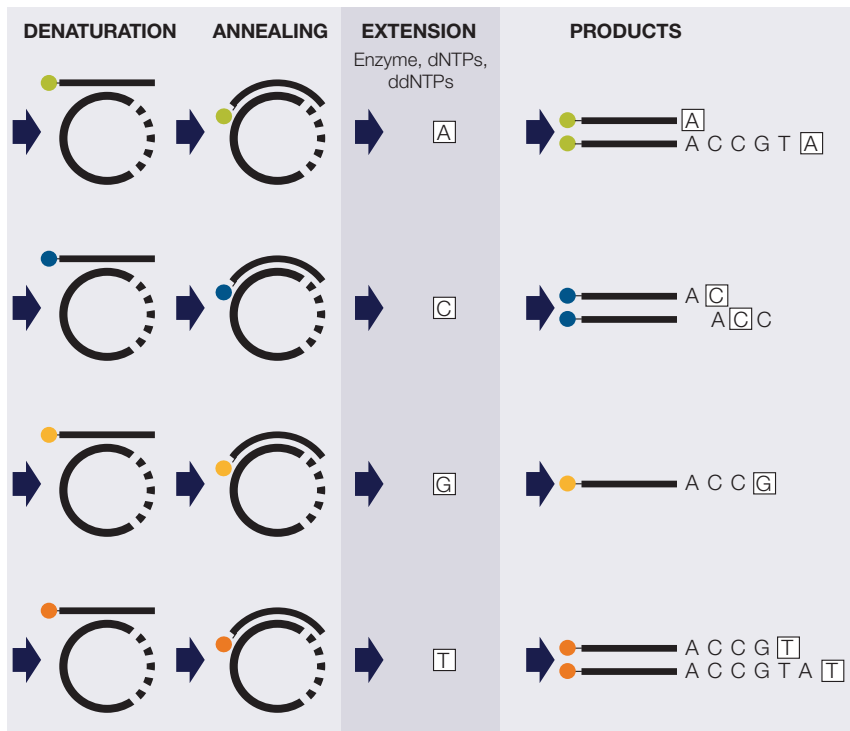 DENATURATION ANNEALING EXTENSION PRODUCTS
Enzyme, dNTPs,
ddNTPs
A
A
A C C G T A
C
A C
A C C
G
A C C G
T
A C C G T
A C C G T A T